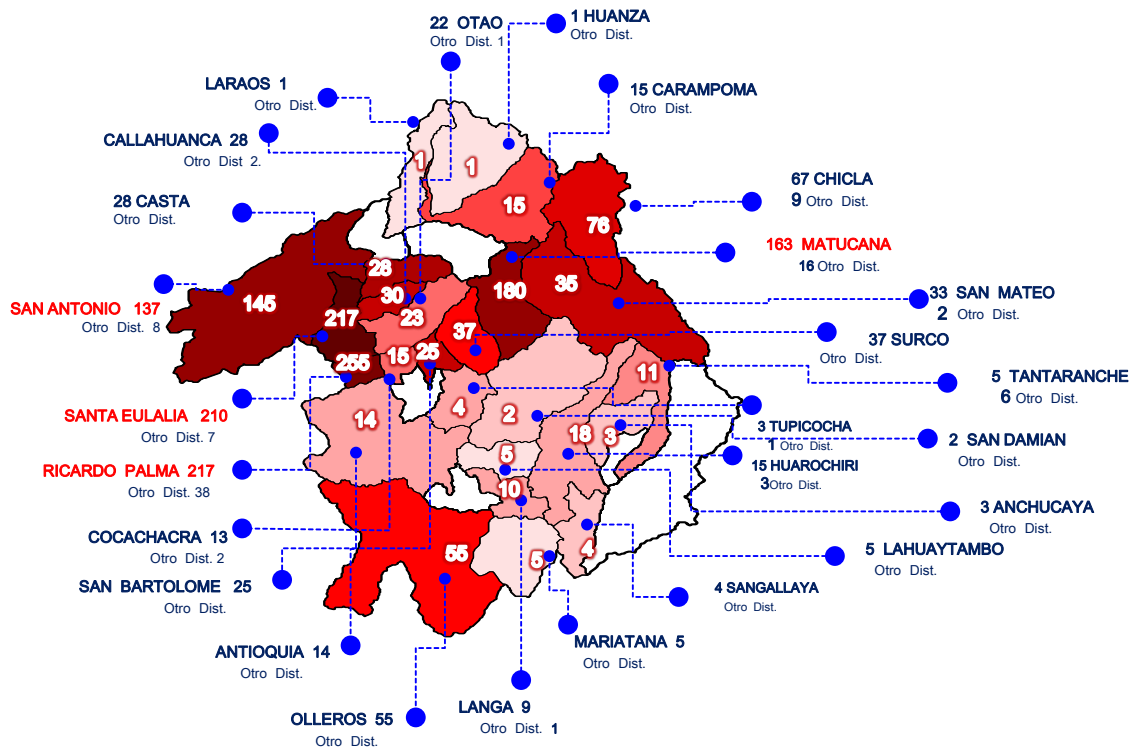 22 OTAO
Otro Dist. 1
1 HUANZA
Otro Dist.
LARAOS 1
Otro Dist.
15 CARAMPOMA
Otro Dist.
CALLAHUANCA 28
Otro Dist 2.
28 CASTA
Otro Dist.
67 CHICLA
9 Otro Dist.
163 MATUCANA
16 Otro Dist.
SAN ANTONIO 137
Otro Dist. 8
33 SAN MATEO
2 Otro Dist.
37 SURCO
Otro Dist.
5 TANTARANCHE
6 Otro Dist.
SANTA EULALIA 210
Otro Dist. 7
3 TUPICOCHA
1 Otro Dist.
2 SAN DAMIAN
Otro Dist.
RICARDO PALMA 217
Otro Dist. 38
15 HUAROCHIRI
3 Otro Dist.
3 ANCHUCAYA
Otro Dist.
COCACHACRA 13
Otro Dist. 2
5 LAHUAYTAMBO
Otro Dist.
SAN BARTOLOME 25
Otro Dist.
4 SANGALLAYA
Otro Dist.
ANTIOQUIA 14
Otro Dist.
MARIATANA 5
Otro Dist.
OLLEROS 55
Otro Dist.
LANGA 9
Otro Dist. 1
1
1
15
76
28
145
30
180
35
217
23
37
255
15
25
11
14
4
2
18
3
5
10
55
5
4